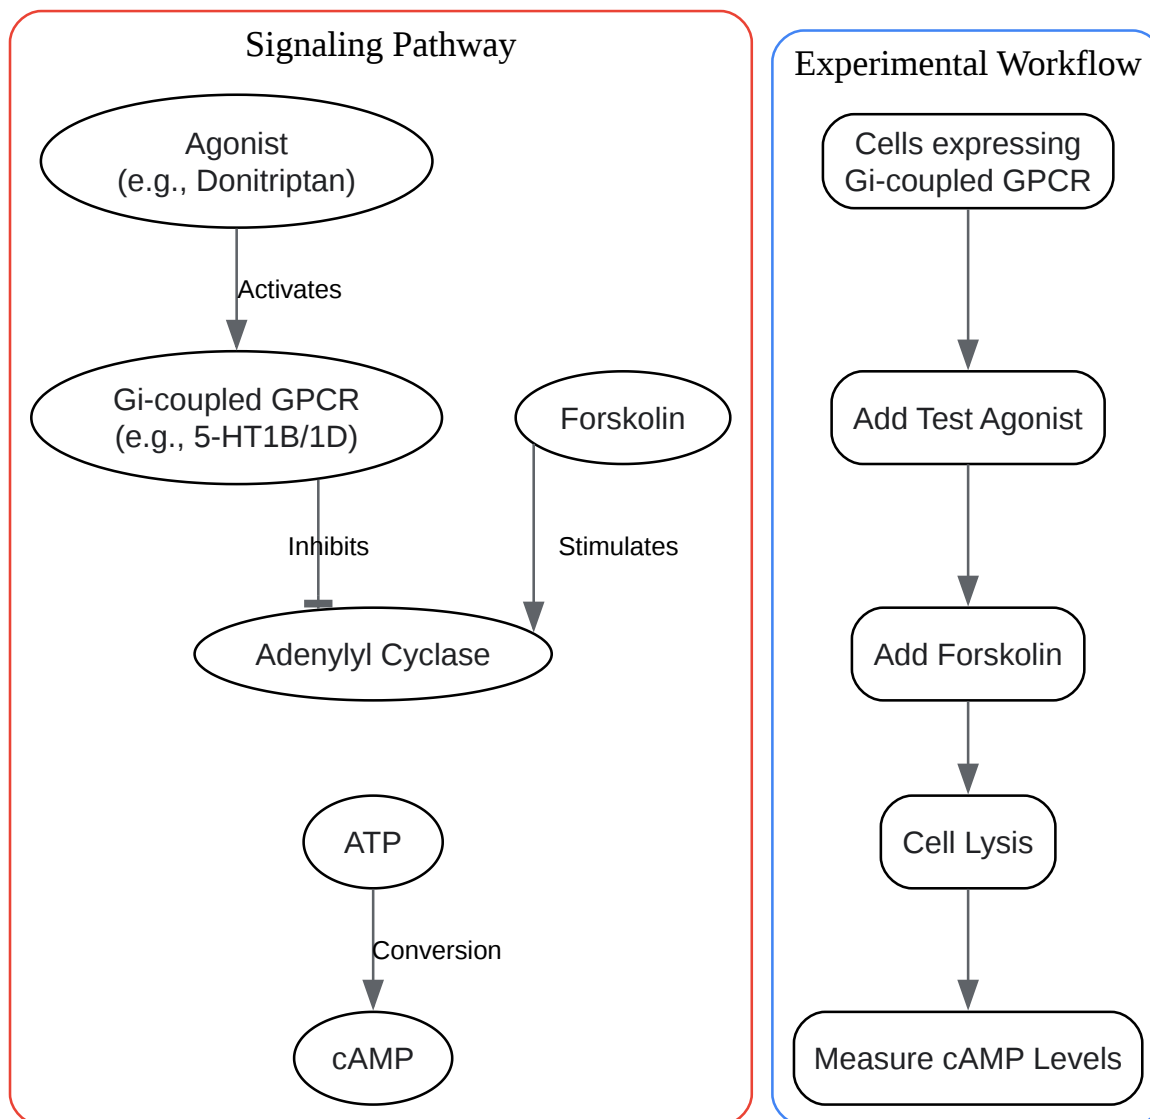 Signaling Pathway
Agonist
(e.g., Donitriptan)
Activates
Gi-coupled GPCR
(e.g., 5-HT1B/1D)
Forskolin
Inhibits
Stimulates
Adenylyl Cyclase
ATP
Conversion
cAMP
Experimental Workflow
Cells expressing
Gi-coupled GPCR
Add Test Agonist
Add Forskolin
Cell Lysis
Measure cAMP Levels